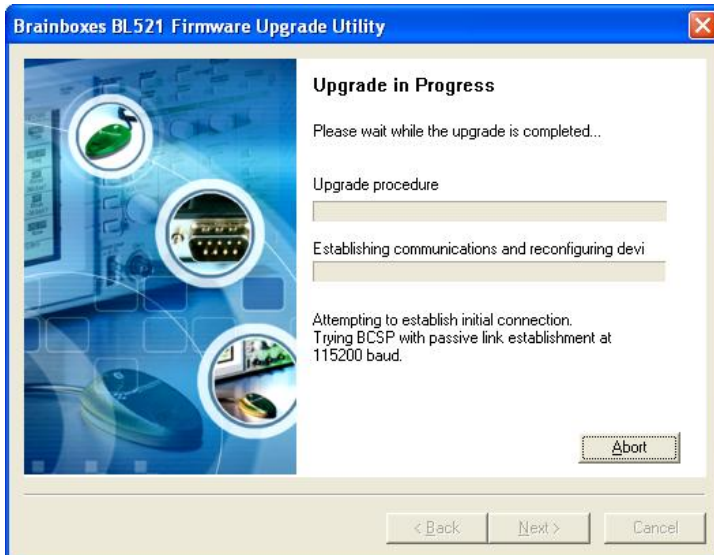 Brainboxes BL521 Firmware Upgrade Utility
Upgrade in Progress
Please wait while the upgrade is completed...
Upgrade procedure
Establishing communications and reconfiguring devi
Attempting to establish initial connection.
Trying BCSP with passive link establishment at
115200 baud.
Abort
< Back
Next >
Cancel